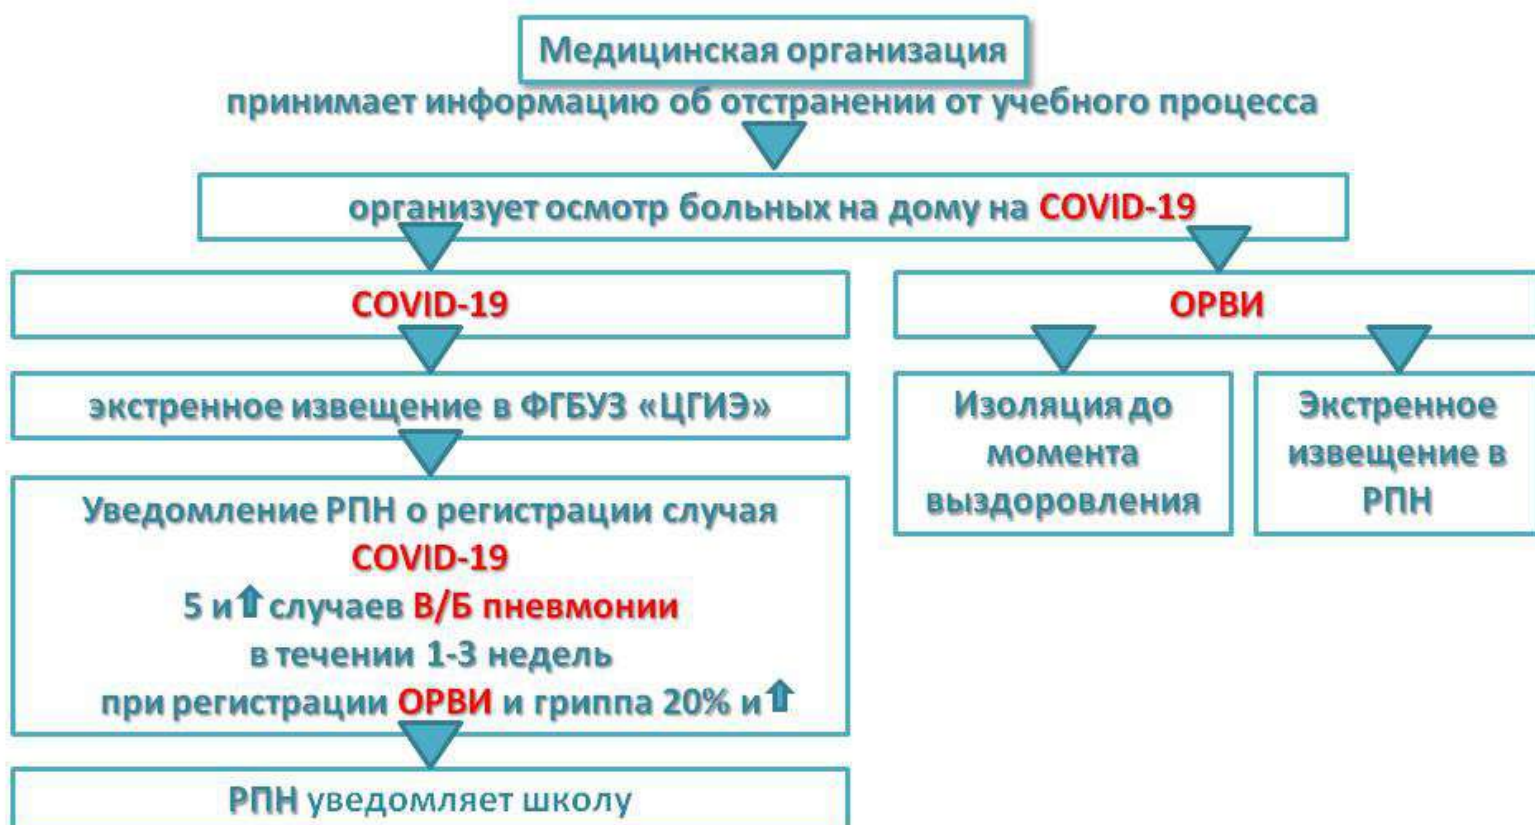 Медицинская организация
принимает информацию об отстранении от учебного процесса
организует осмотр больных на дому на COVID-19
COVID-19
ОРВИ
экстренное извещение в ФГБУЗ «ЦГИЭ»
Изоляция до
момента
выздоровления
Экстренное
извещение в
РПН
Уведомление РПН о регистрации случая
COVID-19
5 и⬆случаев В/Б пневмонии
в течении 1-3 недель
при регистрации ОРВИ и гриппа 20% и⬆
РПН уведомляет школу